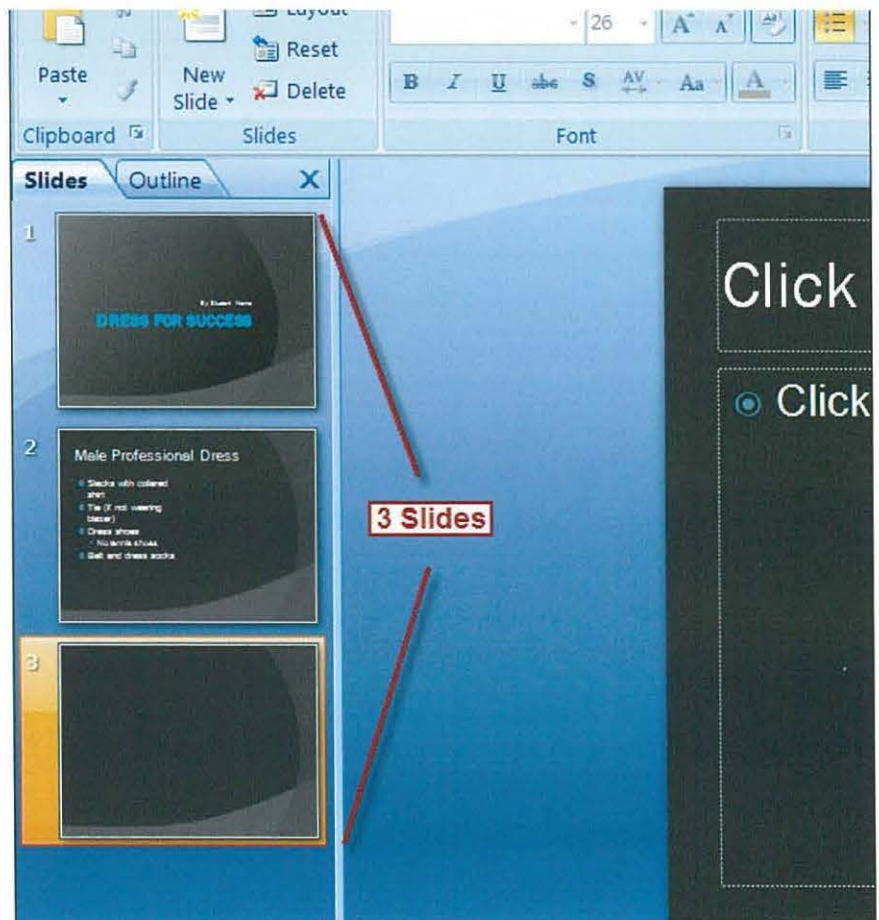 Layout
26
A A
Reset
Paste
New
Slide
Delete
B I U abc S AV Aa A
Clipboard
Slides
Font
Slides
Outline
X
1
DRESS FOR SUCCESS
2
Male Professional Dress
Slacks with collared
shirt
Tie (if not wearing
blazer)
Dress shoes
No tennis shoes
Belt and dress socks
3
3 Slides
Click
Click